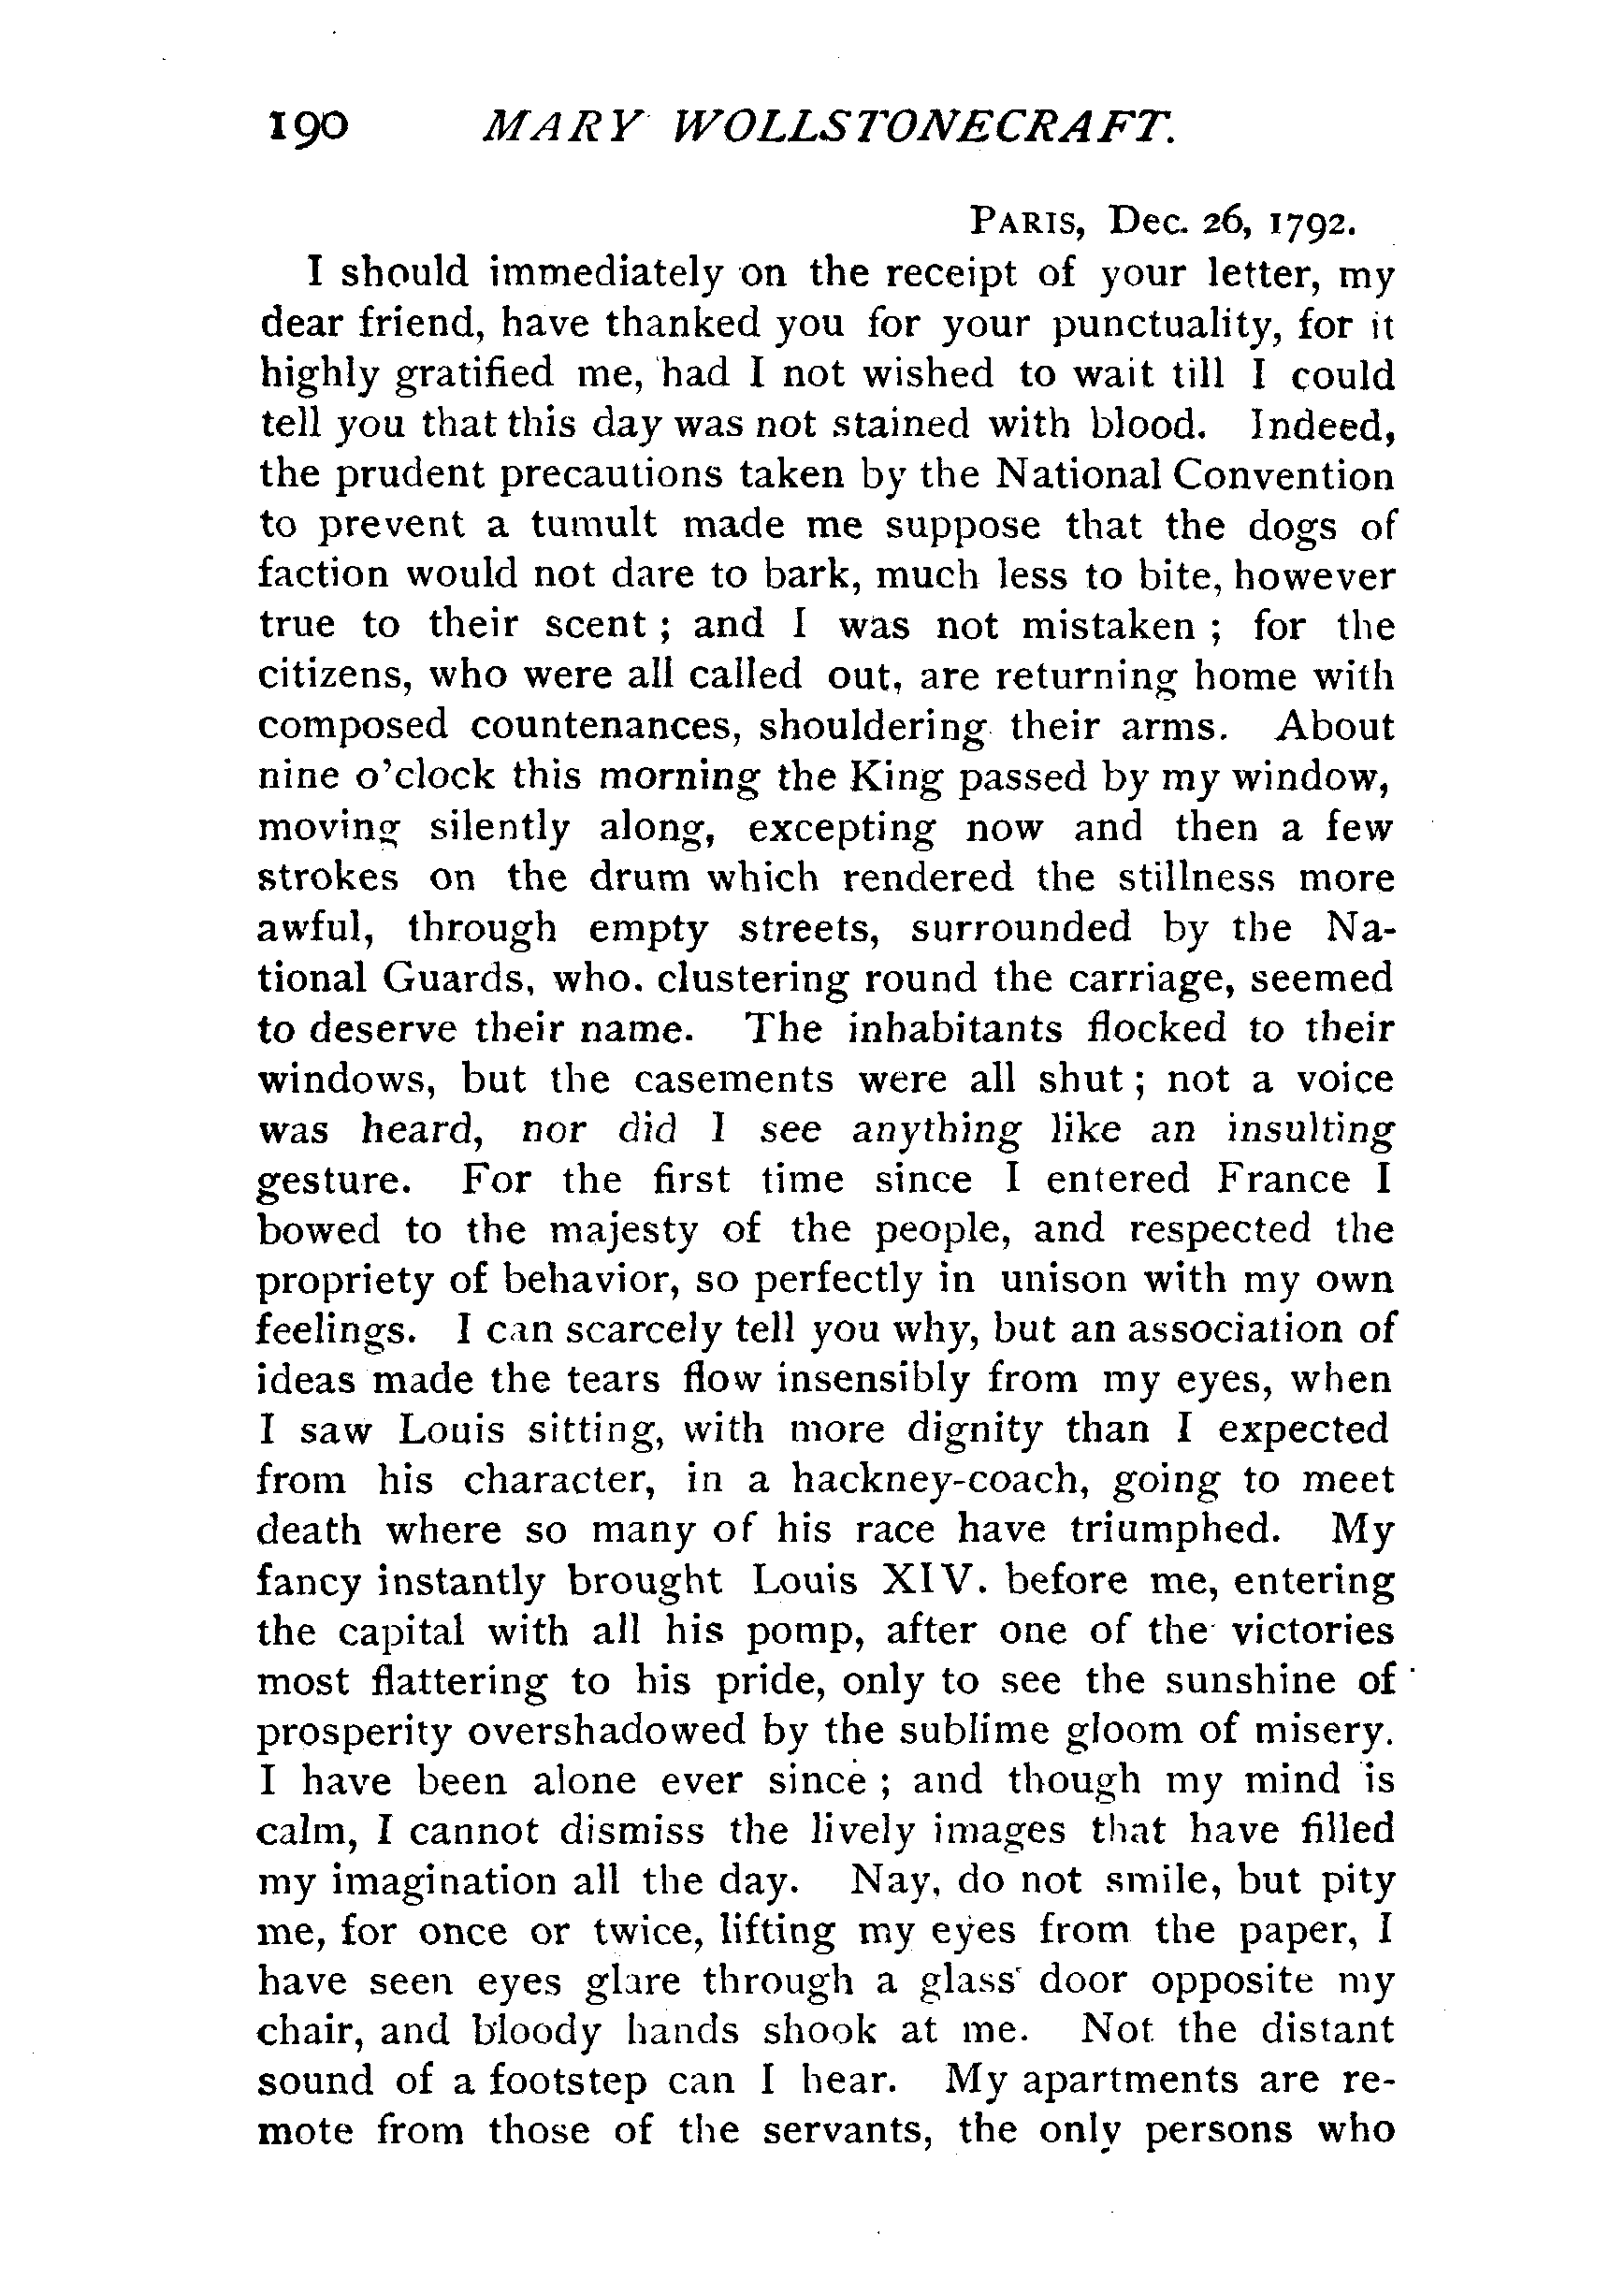 190 MARY WOLLSTONECRAFT.
PARIS, Dec. 26, 1792.
I should immediately on the receipt of your letter, my
dear friend, have thanked you for your punctuality, for it
highly gratified me, had I not wished to wait till I could
tell you that this day was not stained with blood. Indeed,
the prudent precautions taken by the National Convention
to prevent a tumult made me suppose that the dogs of
faction would not dare to bark, much less to bite, however
true to their scent ; and I was not mistaken ; for the
citizens, who were all called out, are returning home with
composed countenances, shouldering their arms. About
nine o'clock this morning the King passed by my window,
moving silently along, excepting now and then a few
strokes on the drum which rendered the stillness more
awful, through empty streets, surrounded by the Na-
tional Guards, who. clustering round the carriage, seemed
to deserve their name. The inhabitants flocked to their
windows, but the casements were all shut ; not a voice
was heard, nor did I see anything like an insulting
gesture. For the first time since I entered France I
bowed to the majesty of the people, and respected the
propriety of behavior, so perfectly in unison with my own
feelings. I can scarcely tell you why, but an association of
ideas made the tears flow insensibly from my eyes, when
I saw Louis sitting, with more dignity than I expected
from his character, in a hackney-coach, going to meet
death where so many of his race have triumphed. My
fancy instantly brought Louis XIV. before me, entering
the capital with all his pomp, after one of the victories
most flattering to his pride, only to see the sunshine of
prosperity overshadowed by the sublime gloom of misery.
I have been alone ever since ; and though my mind is
calm, I cannot dismiss the lively images that have filled
my imagination all the day. Nay, do not smile, but pity
me, for once or twice, lifting my eyes from the paper, I
have seen eyes glare through a glass door opposite my
chair, and bloody hands shook at me. Not the distant
sound of a footstep can I hear. My apartments are re-
mote from those of the servants, the only persons who